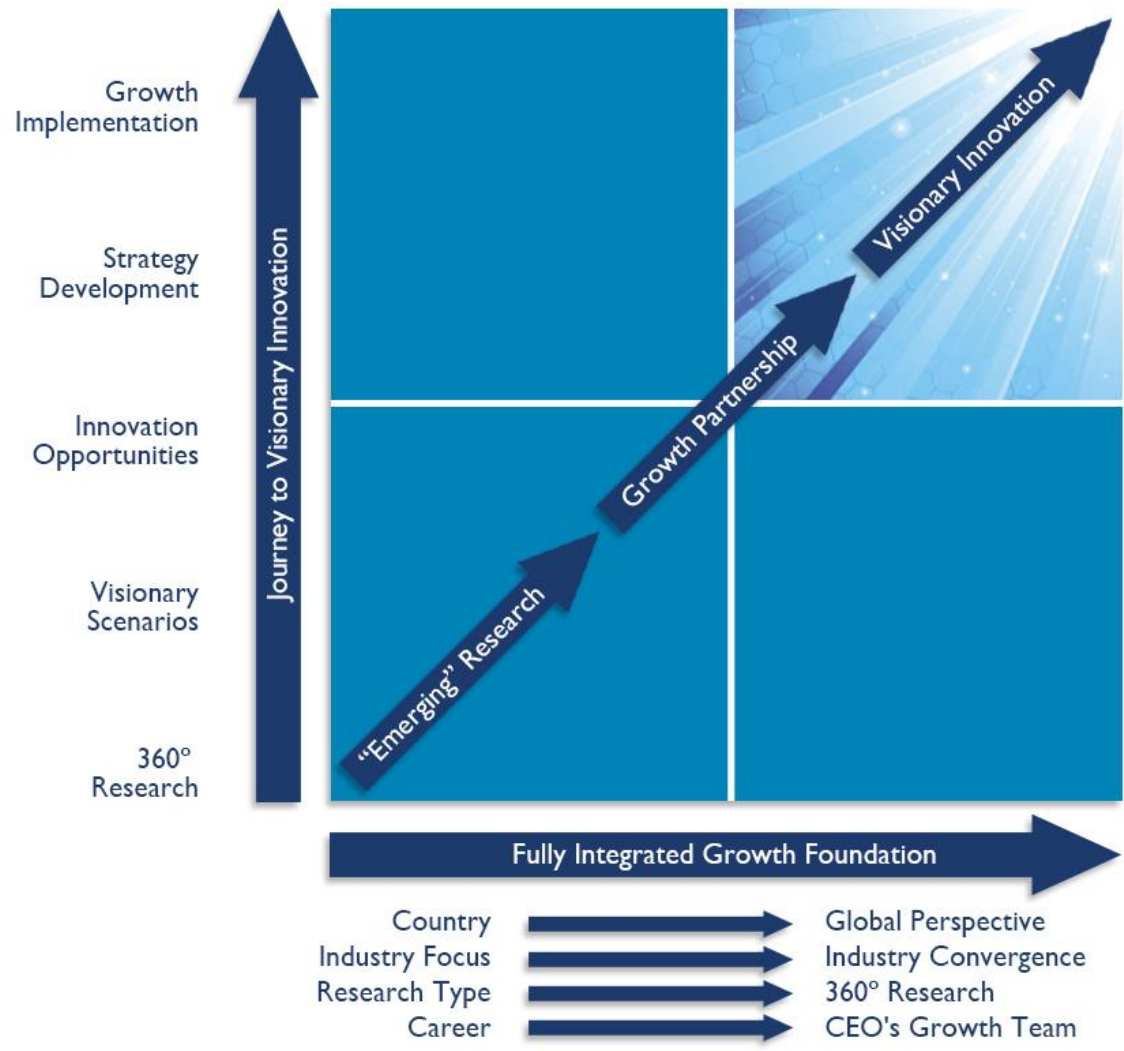 Growth
Implementation
Strategy
Development
Innovation
Opportunities
Visionary
Scenarios
360º
Research
Journey to Visionary Innovation
“Emerging” Research
Growth Partnership
Visionary Innovation
Fully Integrated Growth Foundation
Country Global Perspective
Industry Focus Industry Convergence
Research Type 360º Research
Career CEO's Growth Team